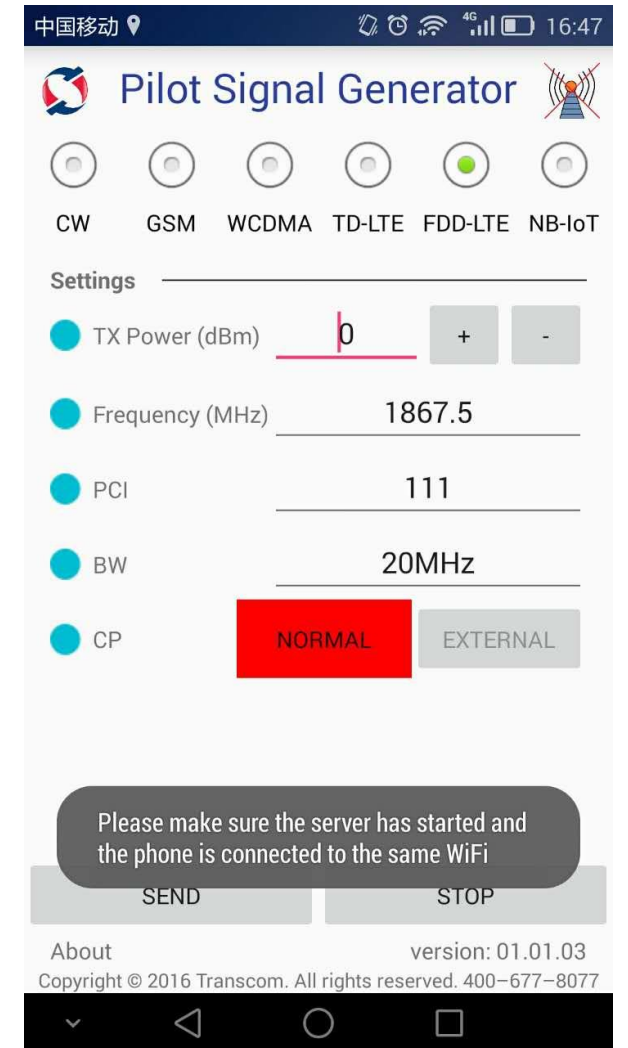 中国移动 4G 16:47
Pilot Signal Generator
CW GSM WCDMA TD-LTE FDD-LTE NB-IoT
Settings
TX Power (dBm) 0 + -
Frequency (MHz) 1867.5
PCI 111
BW 20MHz
CP NORMAL EXTERNAL
Please make sure the server has started and
the phone is connected to the same WiFi
SEND STOP
About version: 01.01.03
Copyright © 2016 Transcom. All rights reserved. 400-677-8077